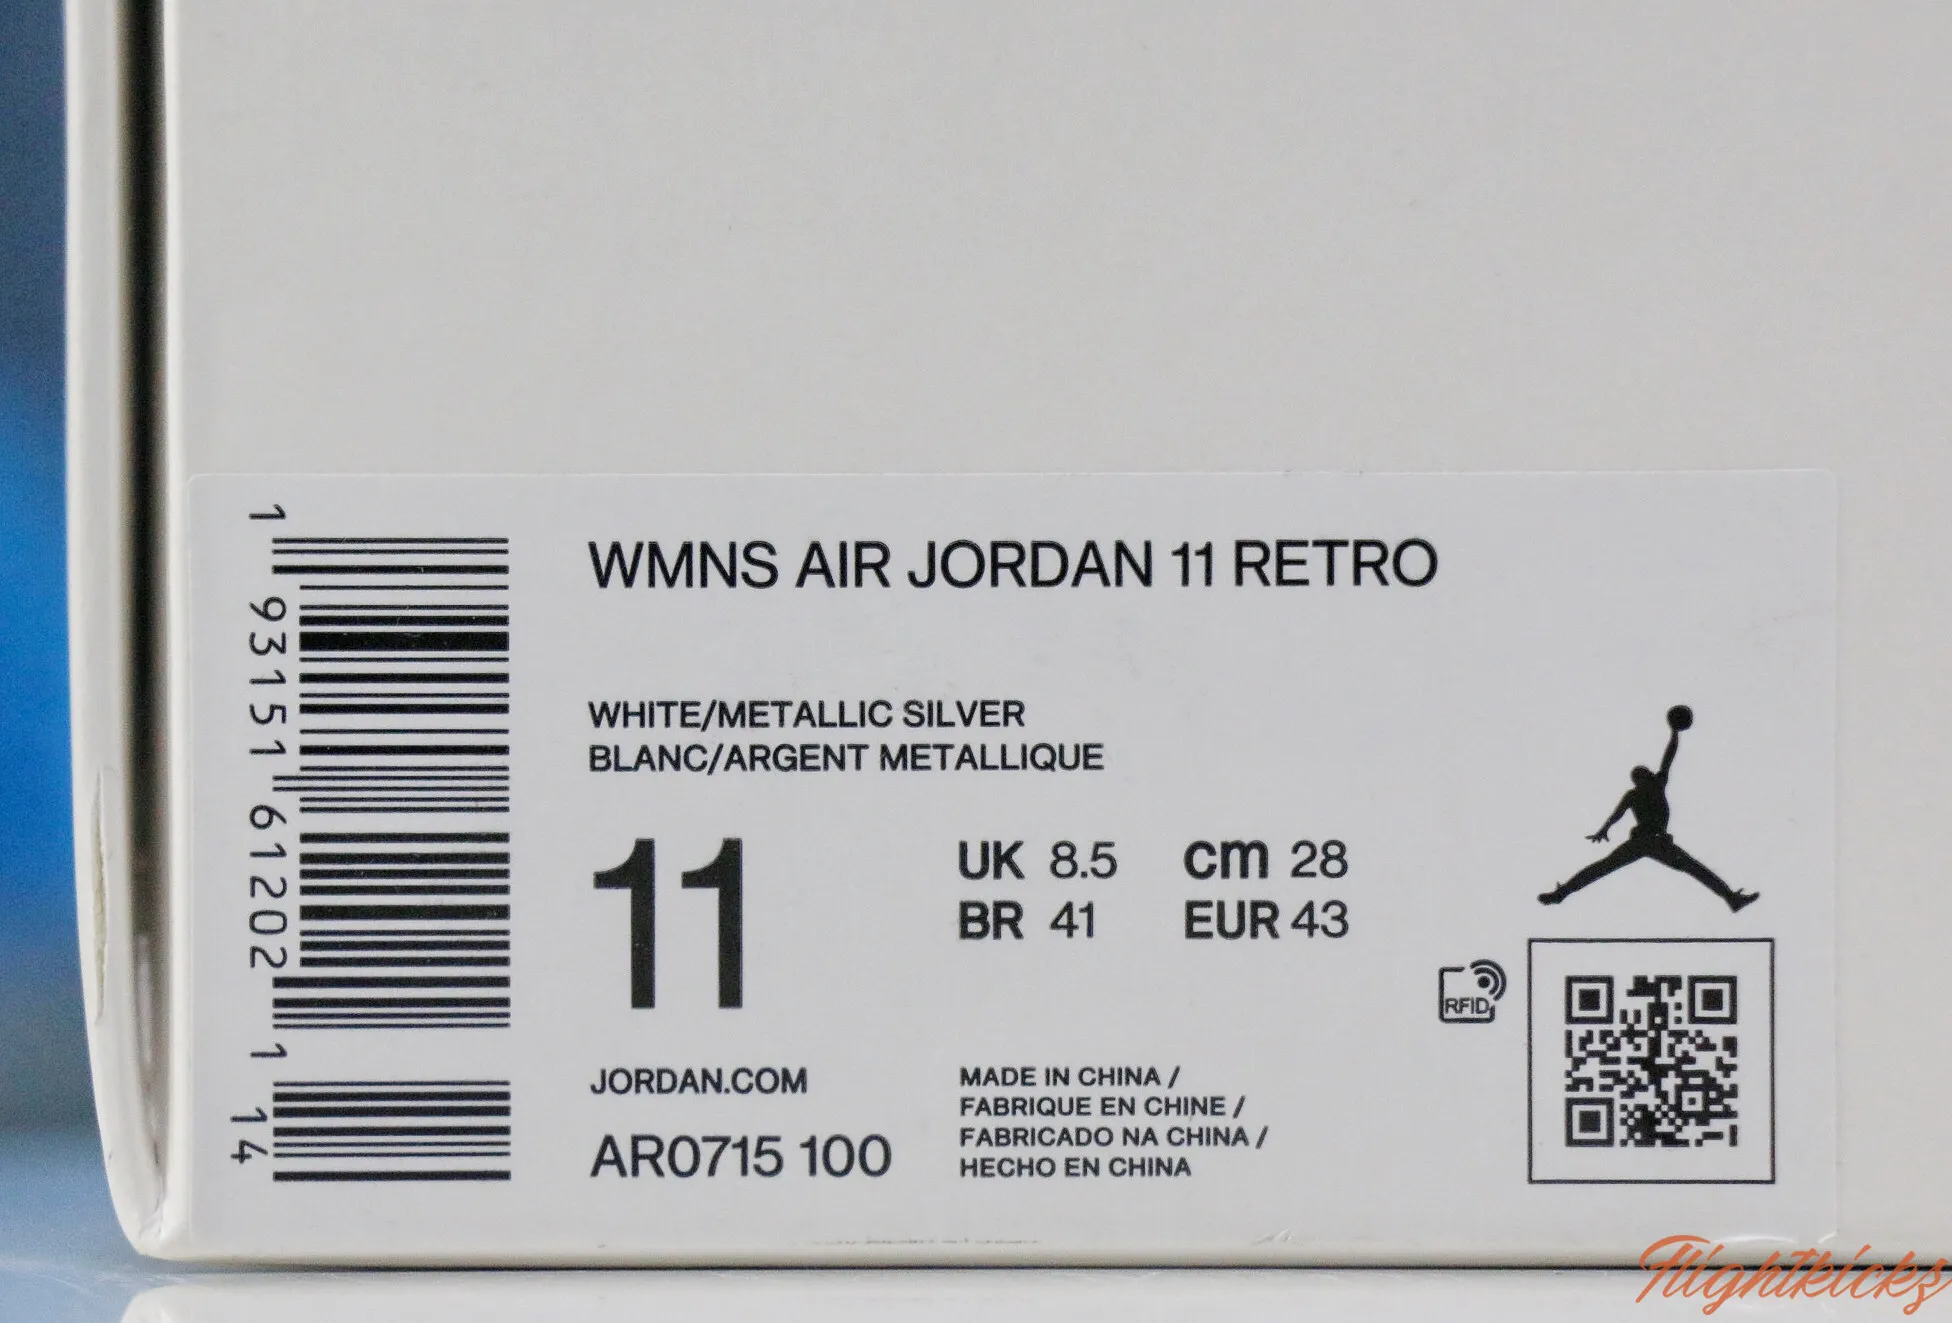 1 93151 61202 1
14
WMNS AIR JORDAN 11 RETRO
WHITE/METALLIC SILVER
BLANC/ARGENT METALLIQUE
11
UK 8.5 cm 28
BR 41 EUR 43
RFID
JORDAN.COM
AR0715 100
MADE IN CHINA /
FABRIQUE EN CHINE /
FABRICADO NA CHINA /
HECHO EN CHINA
Flightkickz